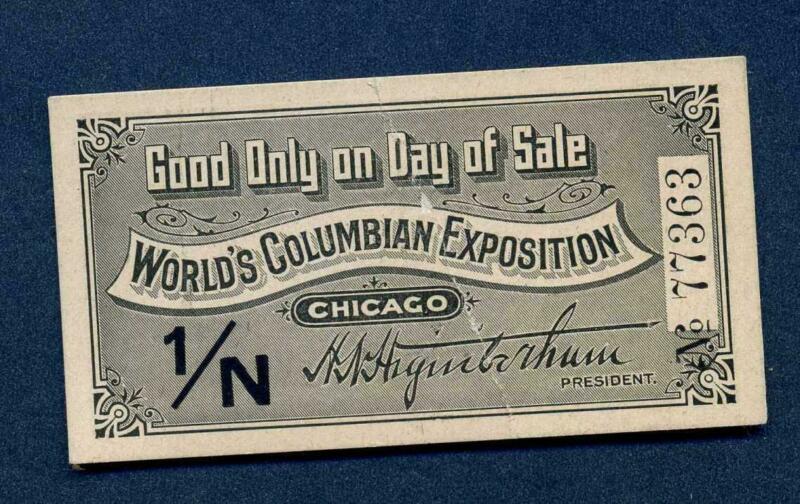 Good Only on Day of Sale
WORLD'S COLUMBIAN EXPOSITION
CHICAGO
1/N
H.N. Higinbotham
PRESIDENT.
No 77363